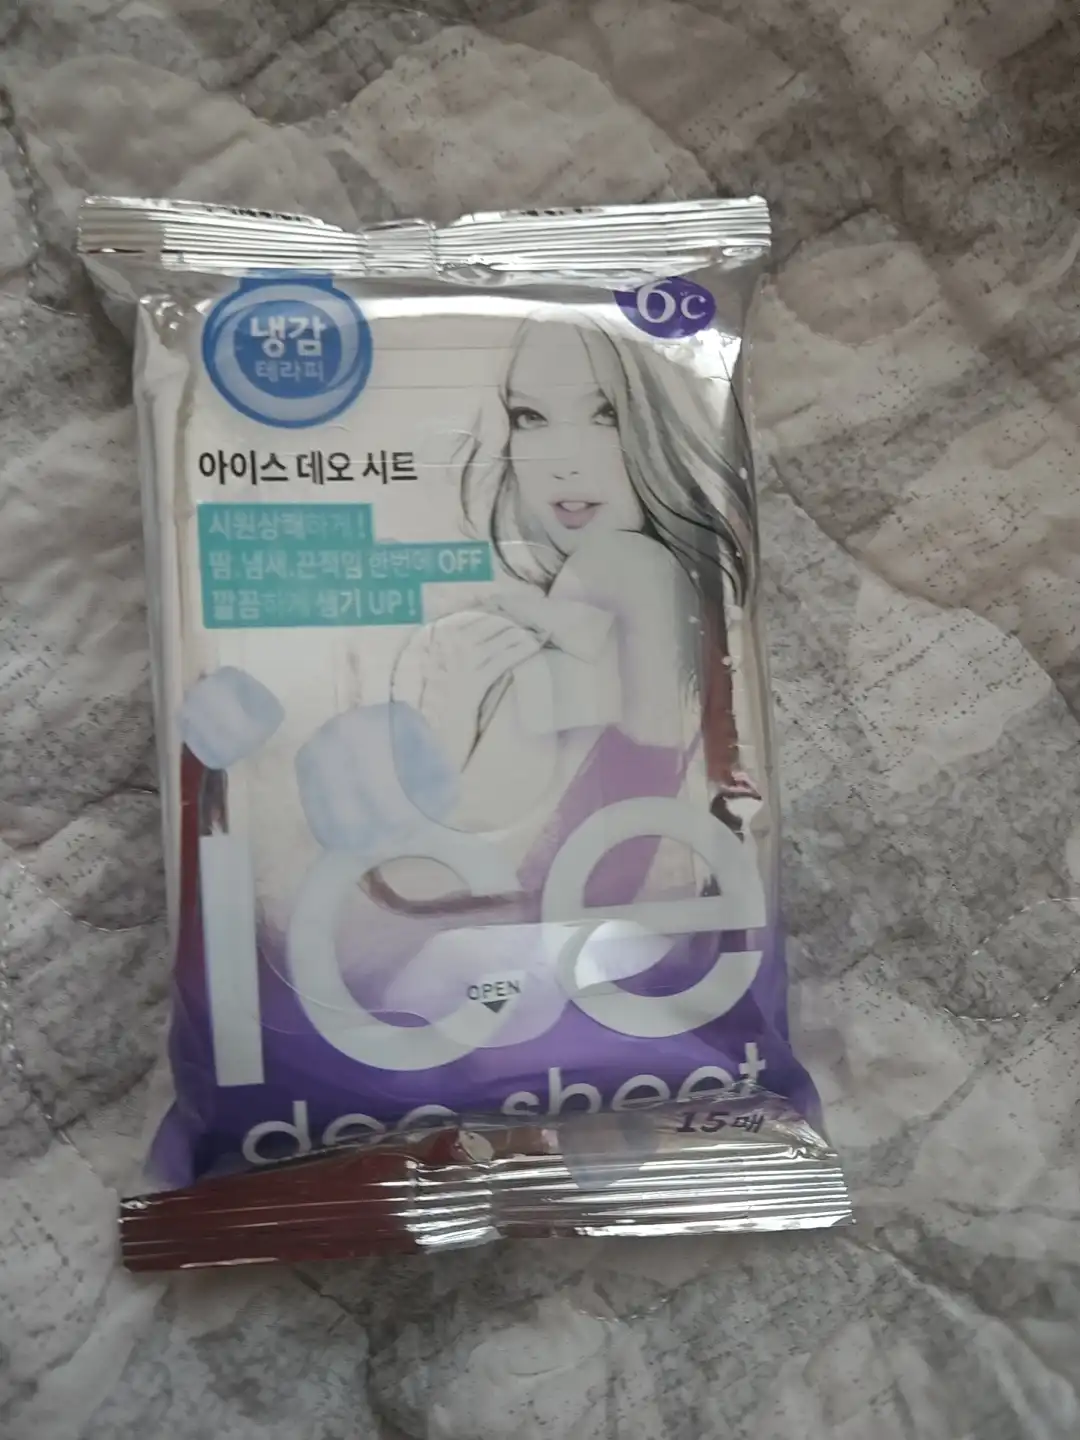 냉감
테라피
6℃
아이스 데오 시트
시원상쾌하게!
땀.냄새.끈적임 한번에 OFF
깔끔하게 생기 UP!
ice
OPEN
deo sheet
15매